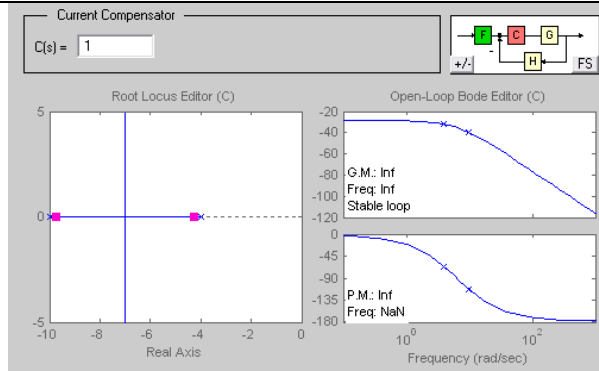 Current Compensator
C(s) = 1
F C G
H
+/- FS
Root Locus Editor (C)
5
0
-5
-10 -8 -6 -4 -2 0
Real Axis
Open-Loop Bode Editor (C)
-20
-40
-60
-80
-100
-120
G.M.: Inf
Freq: Inf
Stable loop
0
-45
-90
-135
-180
P.M.: Inf
Freq: NaN
10^0 10^2
Frequency (rad/sec)